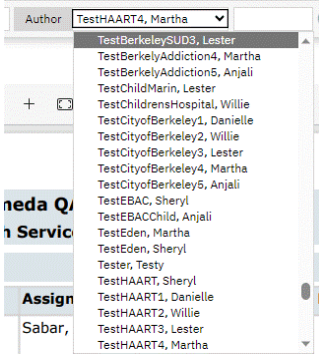 Author TestHAART4, Martha
TestBerkeleySUD3, Lester
TestBerkelyAddiction4, Martha
TestBerkelyAddiction5, Anjali
TestChildMarin, Lester
TestChildrensHospital, Willie
TestCityofBerkeley1, Danielle
TestCityofBerkeley2, Willie
TestCityofBerkeley3, Lester
TestCityofBerkeley4, Martha
TestCityofBerkeley5, Anjali
TestEBAC, Sheryl
TestEBACChild, Anjali
TestEden, Martha
TestEden, Sheryl
Tester, Testy
TestHAART, Sheryl
TestHAART1, Danielle
TestHAART2, Willie
TestHAART3, Lester
TestHAART4, Martha
+
meda QA
h Servic
Assign
Sabar,